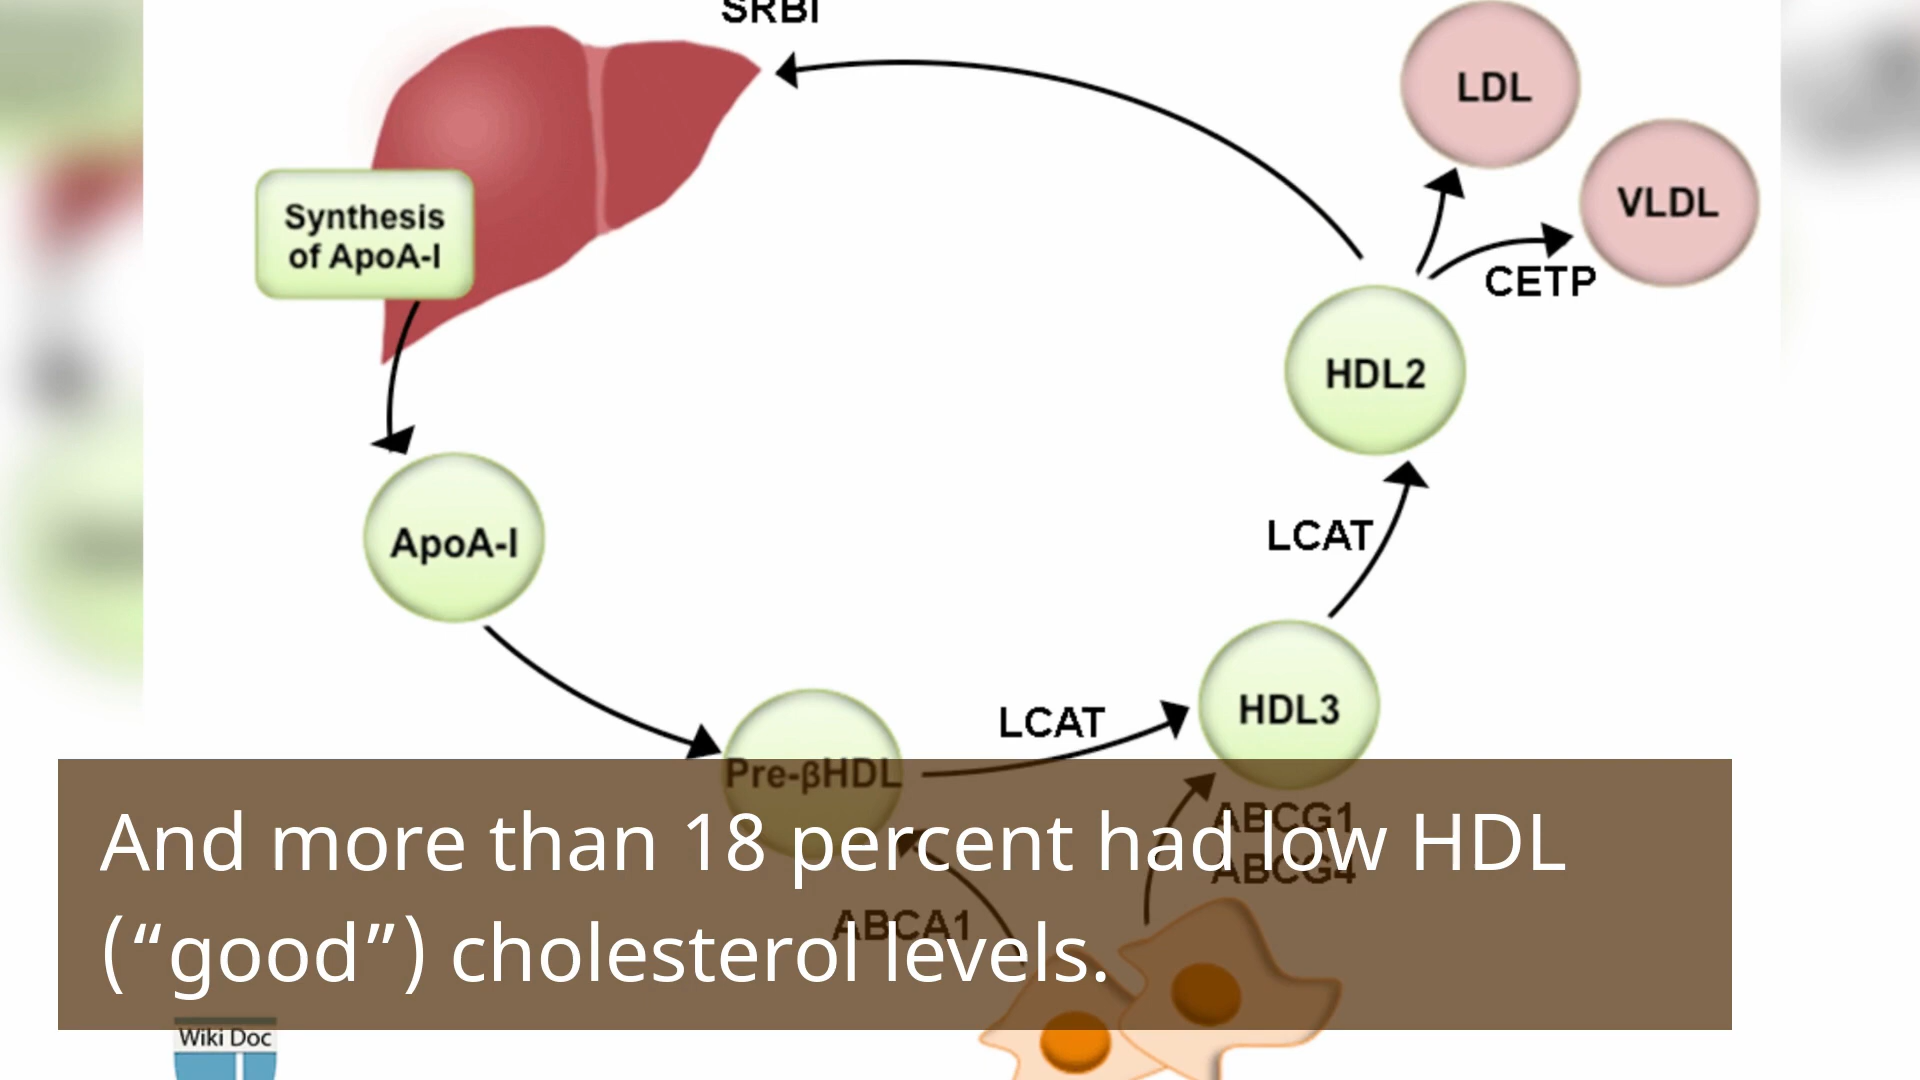 SRBI
LDL
VLDL
Synthesis
of ApoA-I
CETP
HDL2
ApoA-I
LCAT
LCAT
HDL3
Pre-βHDL
ABCG1
ABCG4
ABCA1
And more than 18 percent had low HDL
(“good”) cholesterol levels.
Wiki Doc